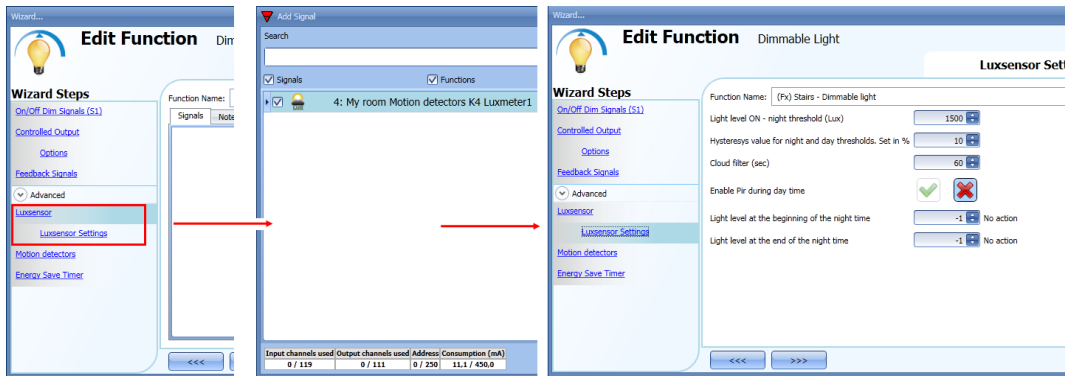 Wizard...
Edit Function Dim
Wizard Steps
On/Off Dim Signals (S1)
Controlled Output
Options
Feedback Signals
Advanced
Luxsensor
Luxsensor Settings
Motion detectors
Energy Save Timer
Function Name:
Signals Note
<<<
Add Signal
Search
Signals Functions
4: My room Motion detectors K4 Luxmeter1
Input channels used Output channels used Address Consumption (mA)
0 / 119 0 / 111 0 / 250 11,1 / 450,0
Wizard...
Edit Function Dimmable Light
Luxsensor Sett
Wizard Steps
On/Off Dim Signals (S1)
Controlled Output
Options
Feedback Signals
Advanced
Luxsensor
Luxsensor Settings
Motion detectors
Energy Save Timer
Function Name: (Fx) Stairs - Dimmable light
Light level ON - night threshold (Lux) 1500
Hysteresys value for night and day thresholds. Set in % 10
Cloud filter (sec) 60
Enable Pir during day time
Light level at the beginning of the night time -1 No action
Light level at the end of the night time -1 No action
<<< >>>